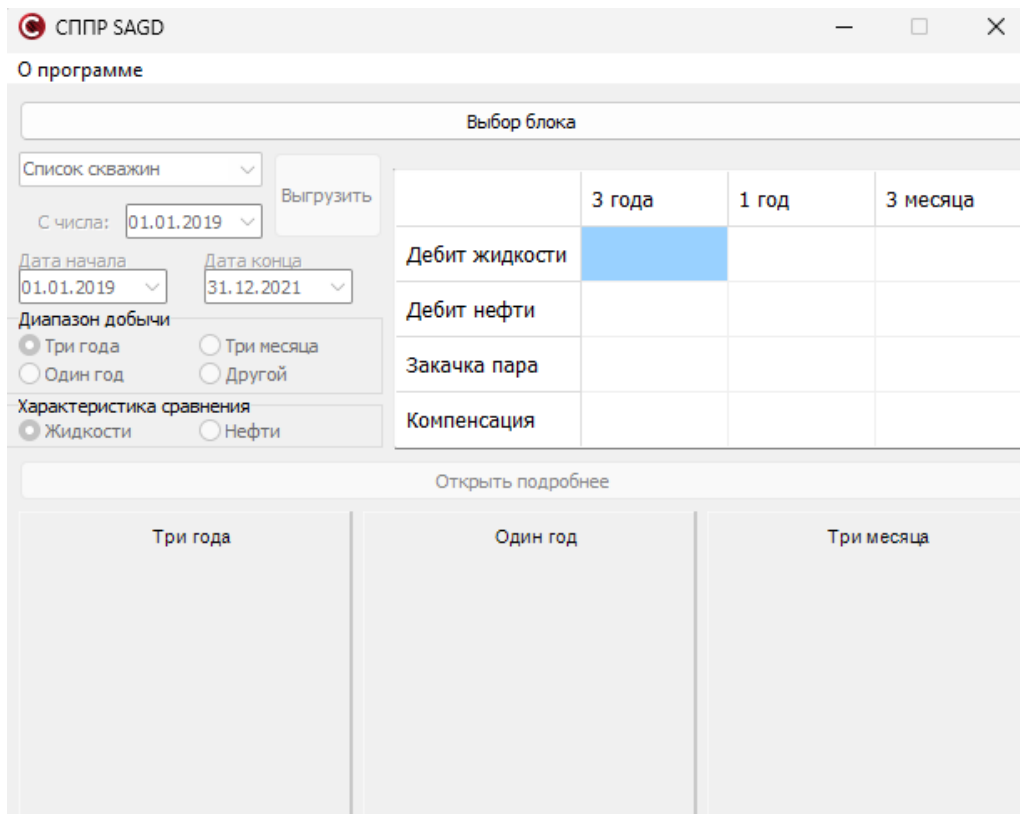 СППР SAGD
О программе
Выбор блока
Список скважин
Выгрузить
С числа: 01.01.2019
Дата начала Дата конца
01.01.2019 31.12.2021
Диапазон добычи
Три года Три месяца
Один год Другой
Характеристика сравнения
Жидкости Нефти
3 года 1 год 3 месяца
Дебит жидкости
Дебит нефти
Закачка пара
Компенсация
Открыть подробнее
Три года Один год Три месяца